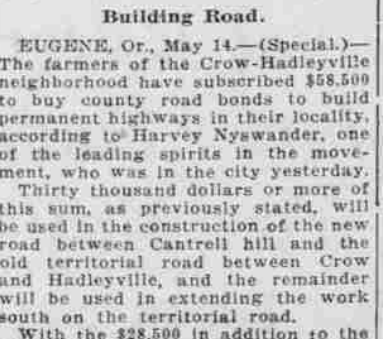 Building Road.
EUGENE, Or., May 14.—(Special.)—
The farmers of the Crow-Hadleyville
neighborhood have subscribed $58,500
to buy county road bonds to build
permanent highways in their locality,
according to Harvey Nyswander, one
of the leading spirits in the move-
ment, who was in the city yesterday.
Thirty thousand dollars or more of
this sum, as previously stated, will
be used in the construction of the new
road between Cantrell hill and the
old territorial road between Crow
and Hadleyville, and the remainder
will be used in extending the work
south on the territorial road.
With the $28,500 in addition to the